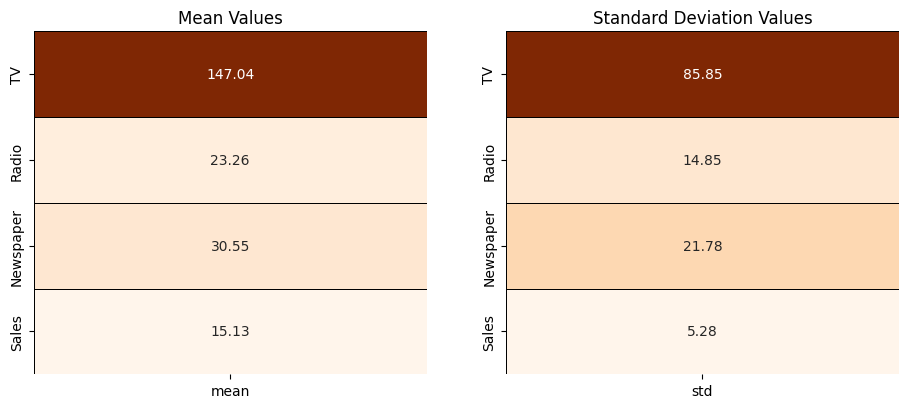 Mean Values
TV
147.04
Radio
23.26
Newspaper
30.55
Sales
15.13
mean
Standard Deviation Values
TV
85.85
Radio
14.85
Newspaper
21.78
Sales
5.28
std